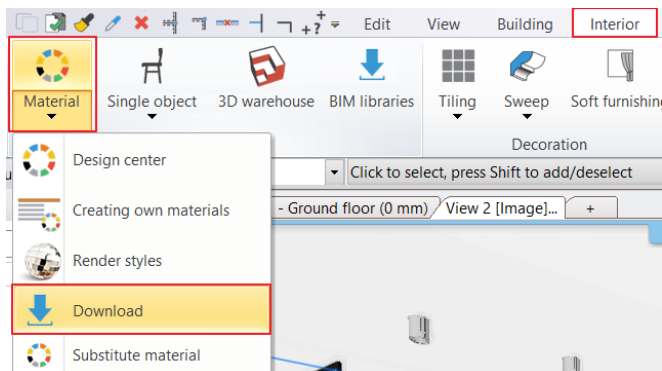 Edit View Building Interior
Material Single object 3D warehouse BIM libraries Tiling Sweep Soft furnishing
Decoration
Design center
Click to select, press Shift to add/deselect
Creating own materials
- Ground floor (0 mm) View 2 [Image]... +
Render styles
Download
Substitute material